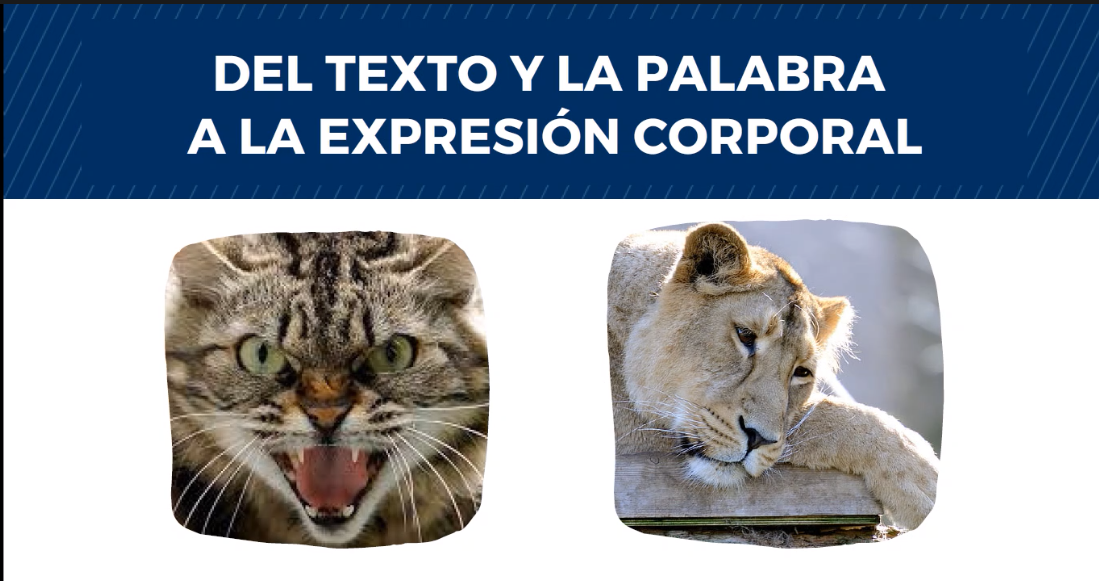 DEL TEXTO Y LA PALABRA
A LA EXPRESIÓN CORPORAL